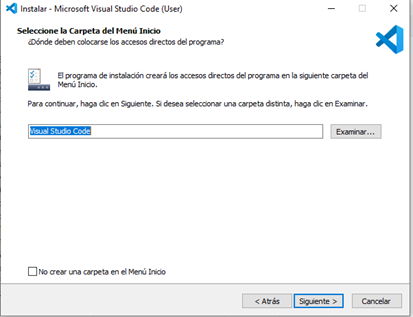 Instalar - Microsoft Visual Studio Code (User)
Seleccione la Carpeta del Menú Inicio
¿Dónde deben colocarse los accesos directos del programa?
El programa de instalación creará los accesos directos del programa en la siguiente carpeta del
Menú Inicio.
Para continuar, haga clic en Siguiente. Si desea seleccionar una carpeta distinta, haga clic en Examinar.
Visual Studio Code Examinar...
No crear una carpeta en el Menú Inicio
< Atrás Siguiente > Cancelar